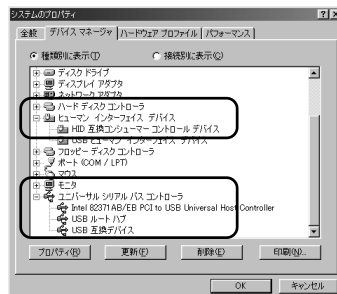 システムのプロパティ
全般 デバイス マネージャ ハードウェア プロファイル パフォーマンス
種類別に表示(T) 接続別に表示(C)
ディスク ドライブ
ディスプレイ アダプタ
ネットワーク アダプタ
ハード ディスク コントローラ
ヒューマン インターフェイス デバイス
HID 互換コンシューマー コントロール デバイス
USB ヒューマン インターフェイス デバイス
フロッピー ディスク コントローラ
ポート (COM / LPT)
マウス
モニタ
ユニバーサル シリアル バス コントローラ
Intel 82371AB/EB PCI to USB Universal Host Controller
USB ルート ハブ
USB 互換デバイス
プロパティ(R) 更新(F) 削除(E) 印刷(N)...
OK キャンセル